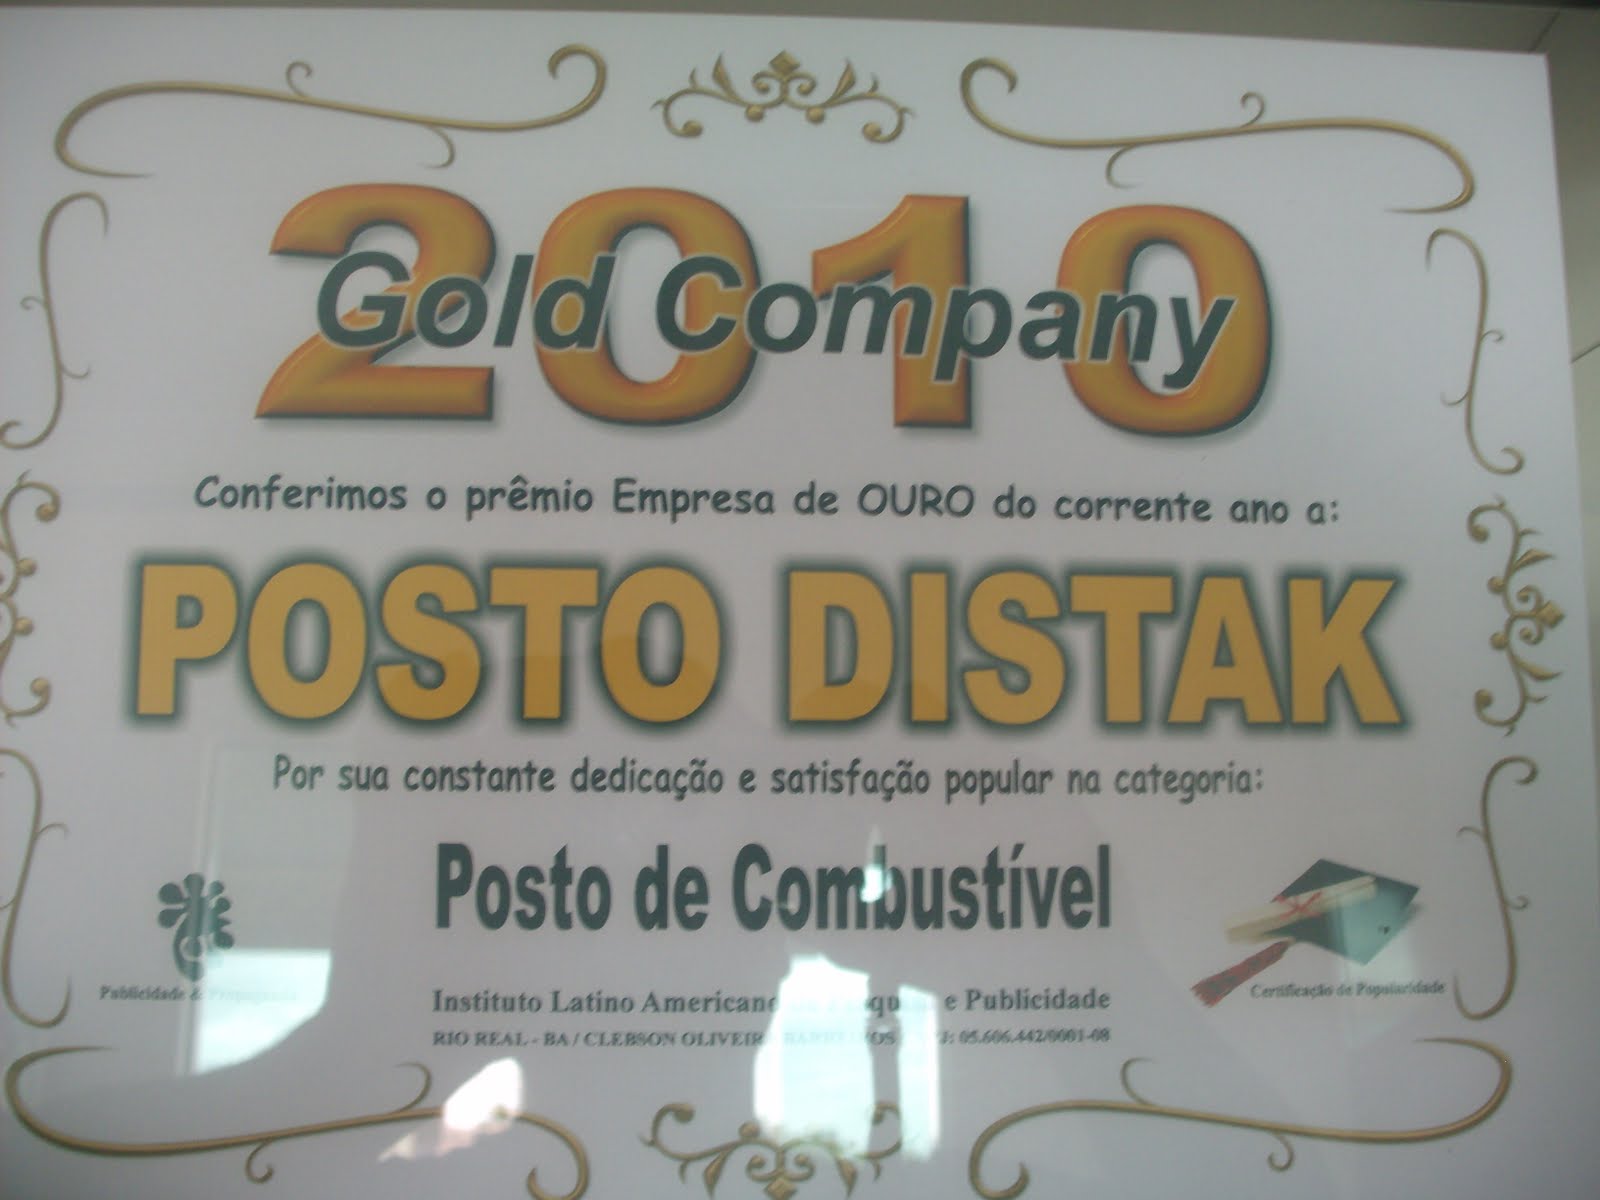 2010
Gold Company
Conferimos o prêmio Empresa de OURO do corrente ano a:
POSTO DISTAK
Por sua constante dedicação e satisfação popular na categoria:
Posto de Combustível
Publicidade &
Certificação de Popularidade
Instituto Latino Americano e Publicidade
RIO REAL - BA / CLEBSON OLIVEIRA 05.606.442/0001-08